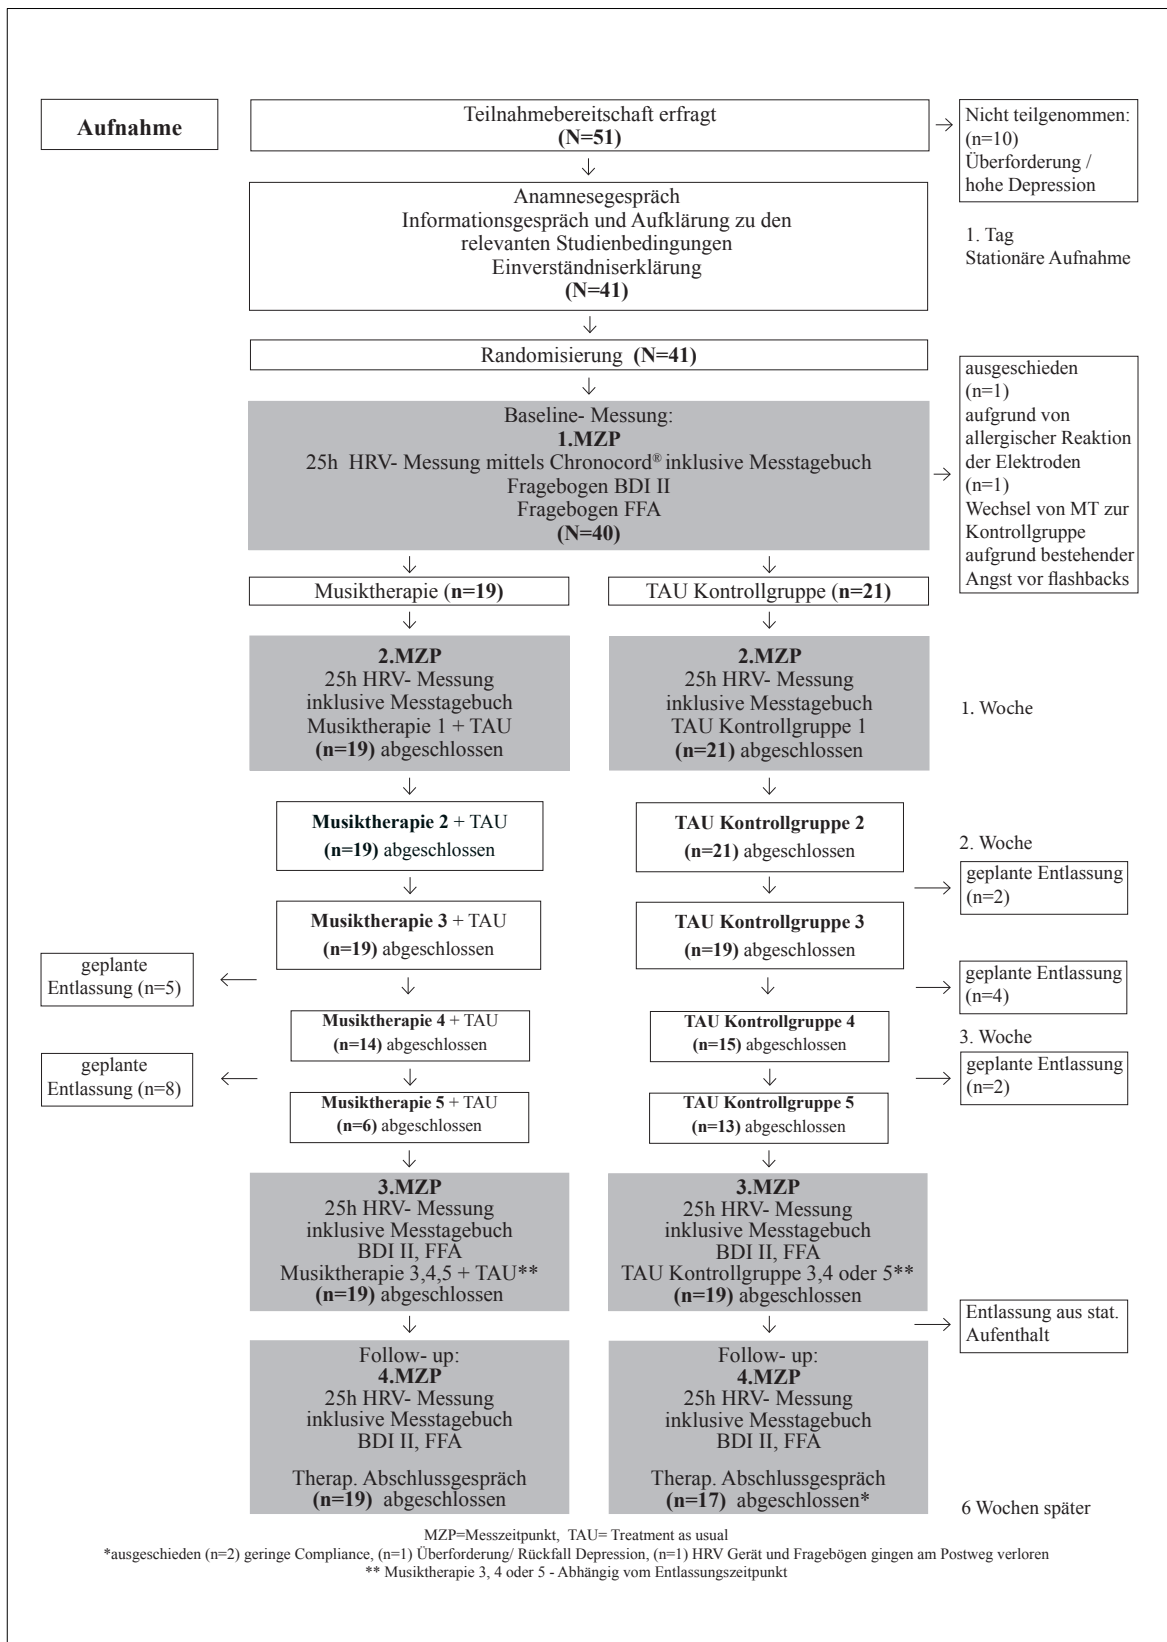 Aufnahme
Teilnahmebereitschaft erfragt
(N=51)
Nicht teilgenommen:
(n=10)
Überforderung /
hohe Depression
Anamnesegespräch
Informationsgespräch und Aufklärung zu den
relevanten Studienbedingungen
Einverständniserklärung
(N=41)
1. Tag
Stationäre Aufnahme
Randomisierung (N=41)
Baseline- Messung:
1.MZP
25h HRV- Messung mittels Chronocord® inklusive Messtagebuch
Fragebogen BDI II
Fragebogen FFA
(N=40)
ausgeschieden
(n=1)
aufgrund von
allergischer Reaktion
der Elektroden
(n=1)
Wechsel von MT zur
Kontrollgruppe
aufgrund bestehender
Angst vor flashbacks
Musiktherapie (n=19)
TAU Kontrollgruppe (n=21)
2.MZP
25h HRV- Messung
inklusive Messtagebuch
Musiktherapie 1 + TAU
(n=19) abgeschlossen
2.MZP
25h HRV- Messung
inklusive Messtagebuch
TAU Kontrollgruppe 1
(n=21) abgeschlossen
1. Woche
Musiktherapie 2 + TAU
(n=19) abgeschlossen
TAU Kontrollgruppe 2
(n=21) abgeschlossen
2. Woche
geplante Entlassung
(n=2)
Musiktherapie 3 + TAU
(n=19) abgeschlossen
TAU Kontrollgruppe 3
(n=19) abgeschlossen
geplante
Entlassung (n=5)
geplante Entlassung
(n=4)
Musiktherapie 4 + TAU
(n=14) abgeschlossen
TAU Kontrollgruppe 4
(n=15) abgeschlossen
3. Woche
geplante
Entlassung (n=8)
geplante Entlassung
(n=2)
Musiktherapie 5 + TAU
(n=6) abgeschlossen
TAU Kontrollgruppe 5
(n=13) abgeschlossen
3.MZP
25h HRV- Messung
inklusive Messtagebuch
BDI II, FFA
Musiktherapie 3,4,5 + TAU**
(n=19) abgeschlossen
3.MZP
25h HRV- Messung
inklusive Messtagebuch
BDI II, FFA
TAU Kontrollgruppe 3,4 oder 5**
(n=19) abgeschlossen
Entlassung aus stat.
Aufenthalt
Follow- up:
4.MZP
25h HRV- Messung
inklusive Messtagebuch
BDI II, FFA
Therap. Abschlussgespräch
(n=19) abgeschlossen
Follow- up:
4.MZP
25h HRV- Messung
inklusive Messtagebuch
BDI II, FFA
Therap. Abschlussgespräch
(n=17) abgeschlossen*
6 Wochen später
MZP=Messzeitpunkt, TAU= Treatment as usual
*ausgeschieden (n=2) geringe Compliance, (n=1) Überforderung/ Rückfall Depression, (n=1) HRV Gerät und Fragebögen gingen am Postweg verloren
** Musiktherapie 3, 4 oder 5 - Abhängig vom Entlassungszeitpunkt